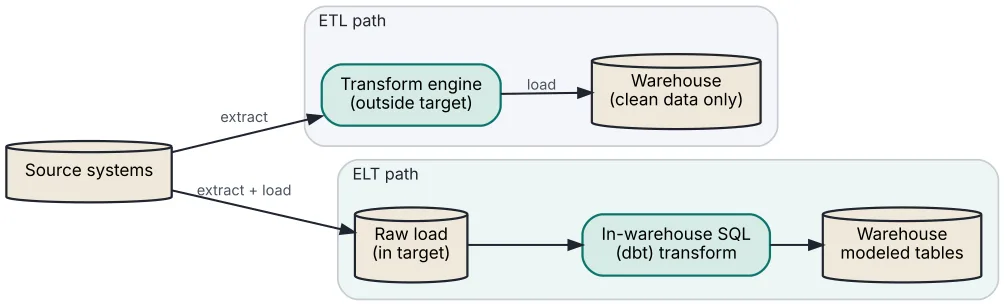 ETL path
Transform engine
(outside target)
load
Warehouse
(clean data only)
extract
Source systems
extract + load
ELT path
Raw load
(in target)
In-warehouse SQL
(dbt) transform
Warehouse
modeled tables